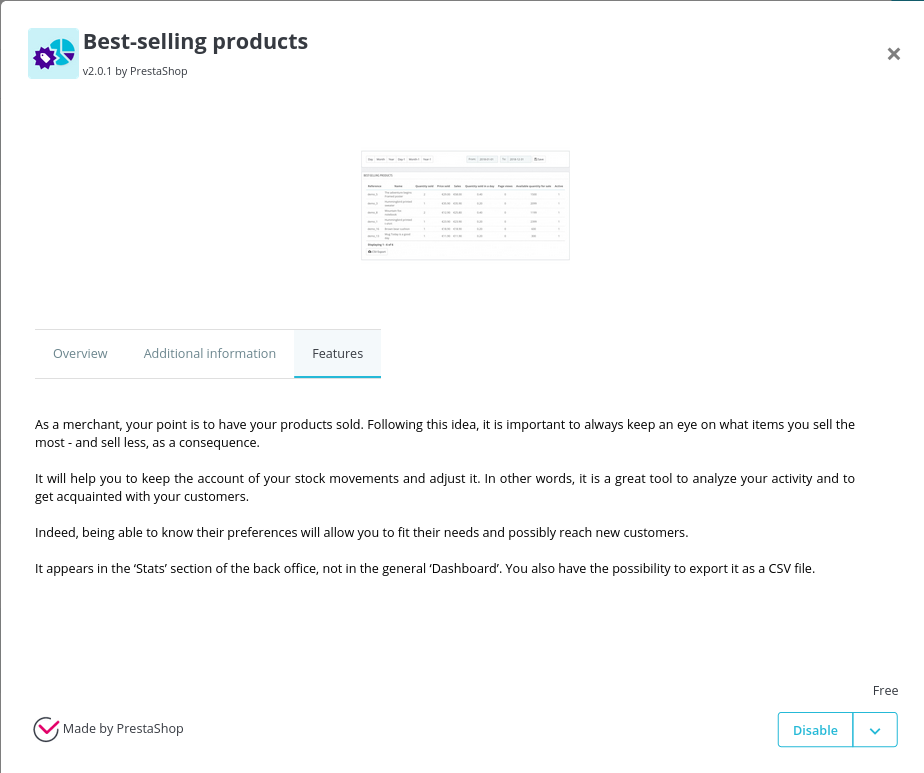 Best-selling products
v2.0.1 by PrestaShop
BESTSELLING PRODUCTS
Overview
Additional information
Features
As a merchant, your point is to have your products sold. Following this idea, it is important to always keep an eye on what items you sell the
most - and sell less, as a consequence.
It will help you to keep the account of your stock movements and adjust it. In other words, it is a great tool to analyze your activity and to
get acquainted with your customers.
Indeed, being able to know their preferences will allow you to fit their needs and possibly reach new customers.
It appears in the ‘Stats’ section of the back office, not in the general ‘Dashboard’. You also have the possibility to export it as a CSV file.
Free
Made by PrestaShop
Disable